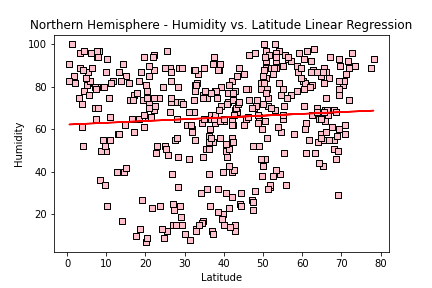 Northern Hemisphere - Humidity vs. Latitude Linear Regression
100
80
60
40
20
Humidity
0 10 20 30 40 50 60 70 80
Latitude